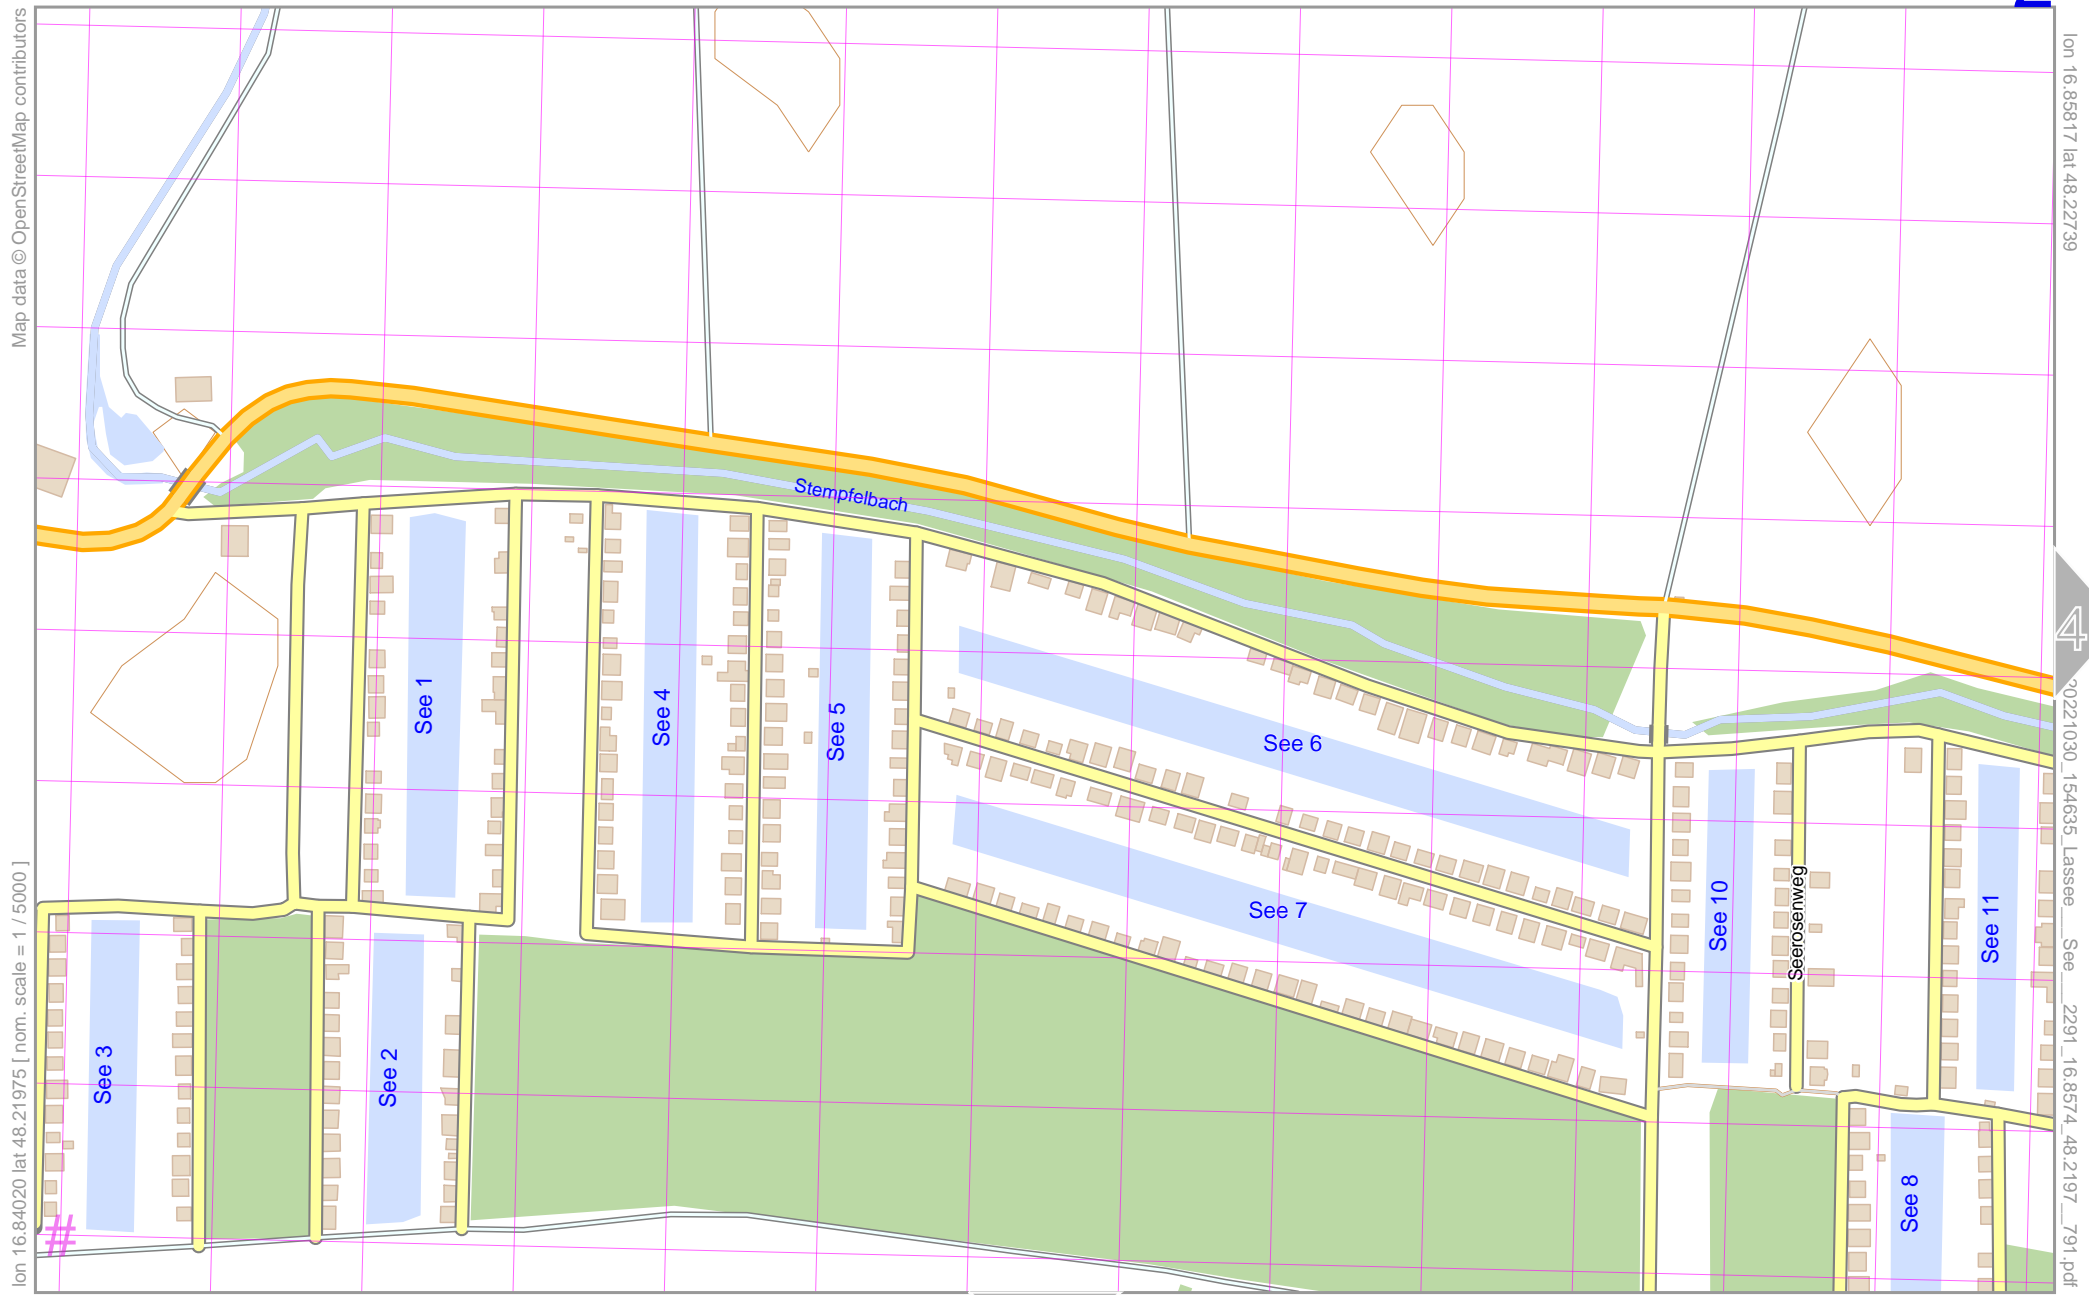 Map data © OpenStreetMap contributors
lon 16.85817 lat 48.22739
Stempfelbach
4
See 1
See 4
See 5
See 6
See 7
See 10
Seerosenweg
See 11
See 3
See 2
See 8
#
lon 16.84020 lat 48.21975 [ nom. scale = 1 / 5000 ]
20221030_154635_Lassee___See___2291_16.8574_48.2197__791.pdf